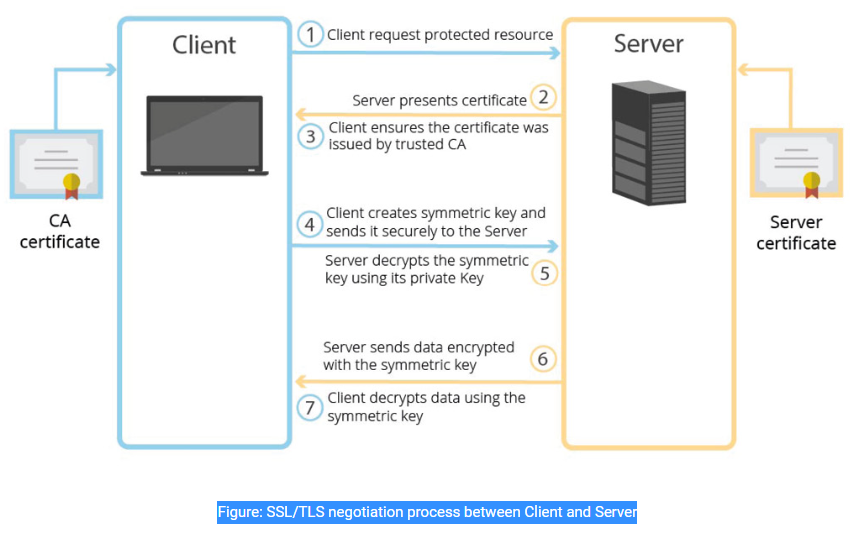 Client
Server
1 Client request protected resource
Server presents certificate 2
3 Client ensures the certificate was
issued by trusted CA
CA
certificate
Server
certificate
4 Client creates symmetric key and
sends it securely to the Server
Server decrypts the symmetric
key using its private Key 5
Server sends data encrypted
with the symmetric key 6
7 Client decrypts data using the
symmetric key
Figure: SSL/TLS negotiation process between Client and Server